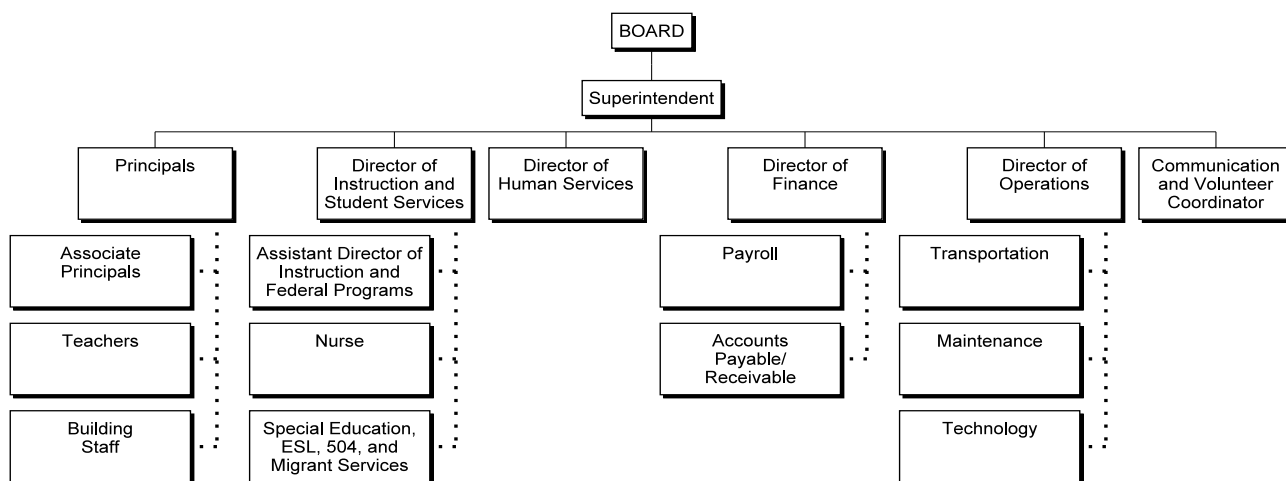 BOARD
Superintendent
Principals
Director of
Instruction and
Student Services
Director of
Human Services
Director of
Finance
Director of
Operations
Communication
and Volunteer
Coordinator
Associate
Principals
Assistant Director of
Instruction and
Federal Programs
Payroll
Transportation
Teachers
Nurse
Accounts
Payable/
Receivable
Maintenance
Building
Staff
Special Education,
ESL, 504, and
Migrant Services
Technology